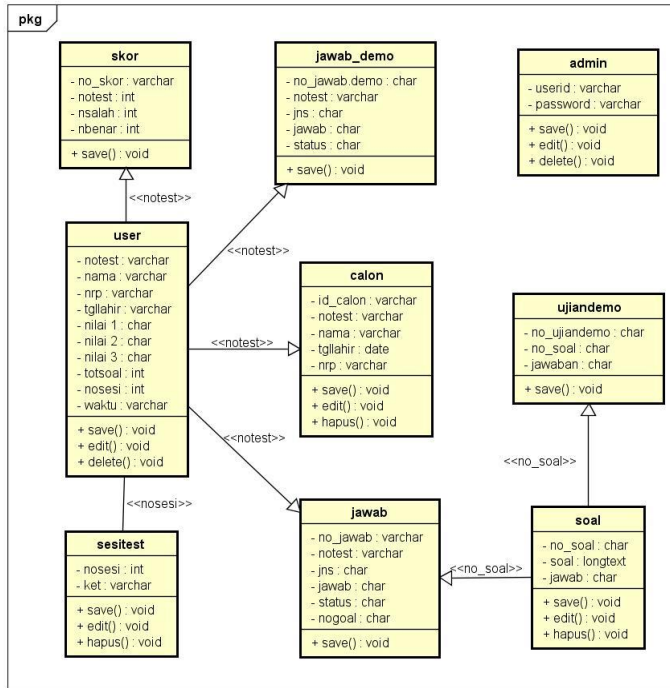 pkg
skor
- no_skor : varchar
- notest : int
- nsalah : int
- nbenar : int
+ save() : void
jawab_demo
- no_jawab.demo : char
- notest : varchar
- jns : char
- jawab : char
- status : char
+ save() : void
admin
- userid : varchar
- password : varchar
+ save() : void
+ edit() : void
+ delete() : void
<<notest>>
<<notest>>
user
- notest : varchar
- nama : varchar
- nrp : varchar
- tgllahir : varchar
- nilai 1 : char
- nilai 2 : char
- nilai 3 : char
- totsoal : int
- nosesi : int
- waktu : varchar
+ save() : void
+ edit() : void
+ delete() : void
<<notest>>
calon
- id_calon : varchar
- notest : varchar
- nama : varchar
- tgllahir : date
- nrp : varchar
+ save() : void
+ edit() : void
+ hapus() : void
ujiandemo
- no_ujiandemo : char
- no_soal : char
- jawaban : char
+ save() : void
<<notest>>
<<no_soal>>
<<nosesi>>
sesitest
- nosesi : int
- ket : varchar
+ save() : void
+ edit() : void
+ hapus() : void
jawab
- no_jawab : varchar
- notest : varchar
- jns : char
- jawab : char
- status : char
- nogoal : char
+ save() : void
<<no_soal>>
soal
- no_soal : char
- soal : longtext
- jawab : char
+ save() : void
+ edit() : void
+ hapus() : void